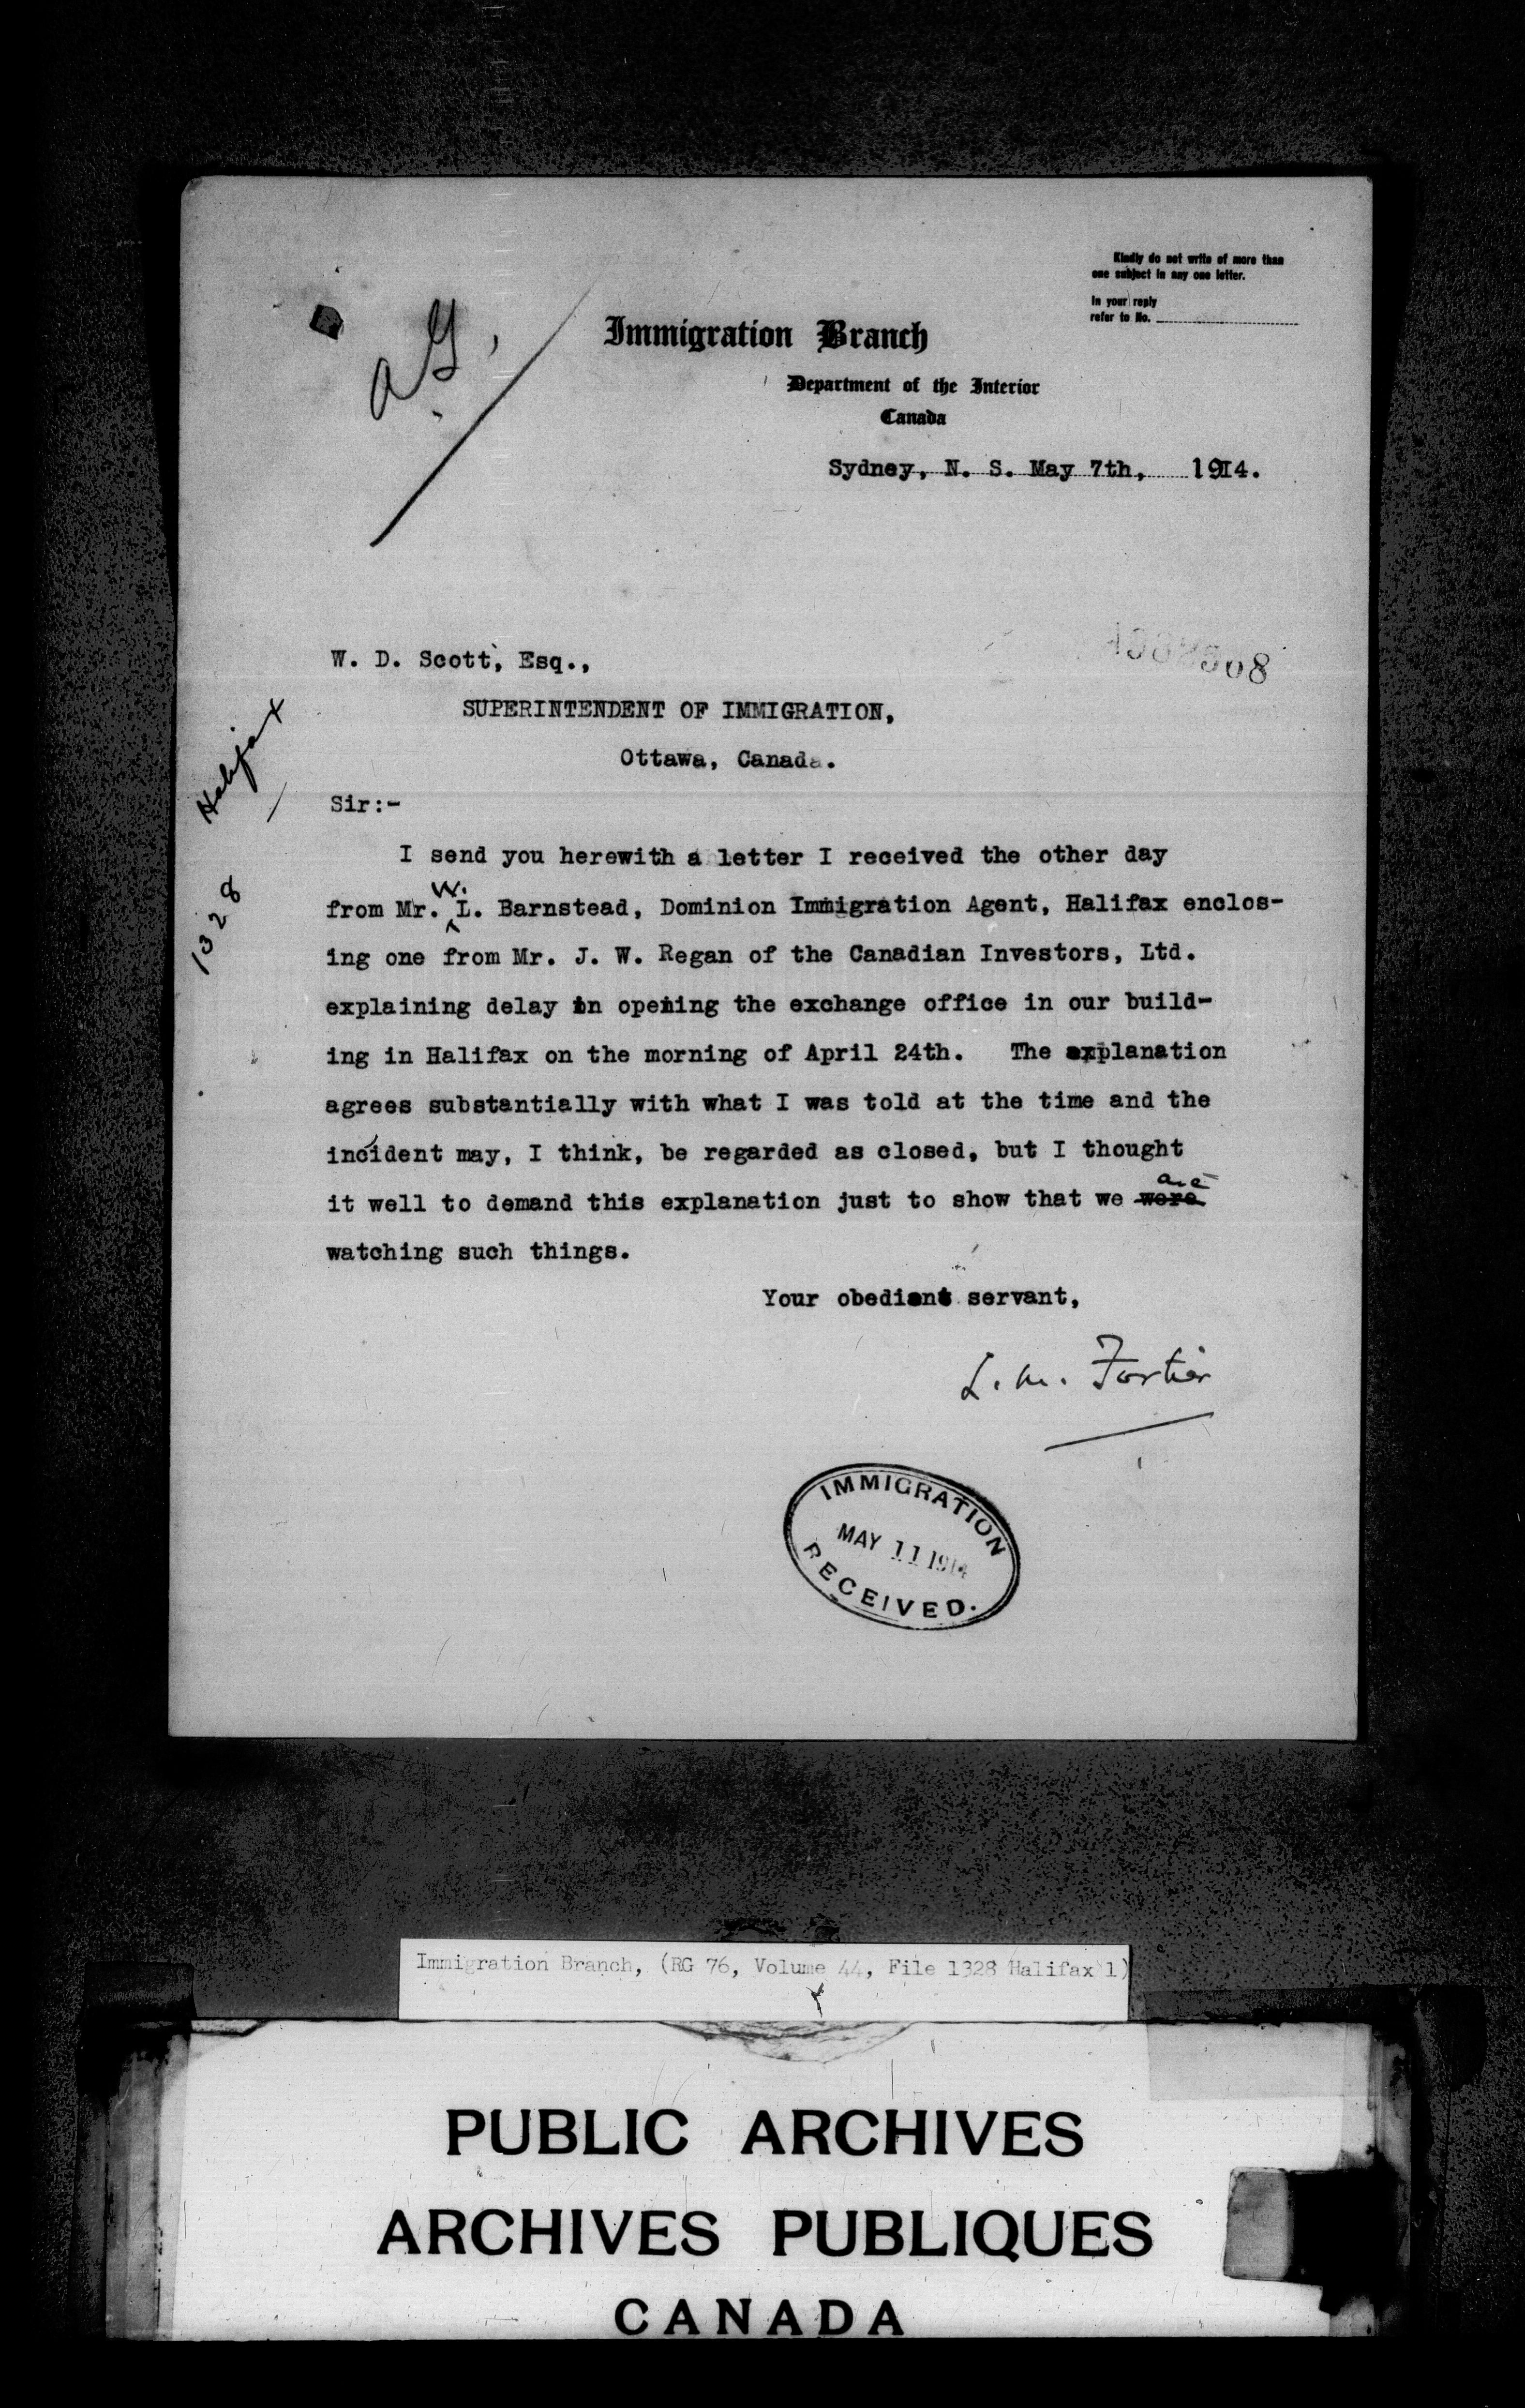 Kindly do not write of more than
one subject in any one letter.
In your reply
refer to No.
a.G.
Immigration Branch
Department of the Interior
Canada
Sydney, N. S. May 7th, 1914.
W. D. Scott, Esq.,
SUPERINTENDENT OF IMMIGRATION,
Ottawa, Canada.
Halifax
1328
Sir:-
I send you herewith a letter I received the other day
from Mr. W. L. Barnstead, Dominion Immigration Agent, Halifax enclos-
ing one from Mr. J. W. Regan of the Canadian Investors, Ltd.
explaining delay in opening the exchange office in our build-
ing in Halifax on the morning of April 24th. The explanation
agrees substantially with what I was told at the time and the
incident may, I think, be regarded as closed, but I thought
it well to demand this explanation just to show that we were are
watching such things.
Your obedient servant,
L. M. Fortier
IMMIGRATION
MAY 11 1914
RECEIVED.
Immigration Branch, (RG 76, Volume 44, File 1328 Halifax 1)
PUBLIC ARCHIVES
ARCHIVES PUBLIQUES
CANADA